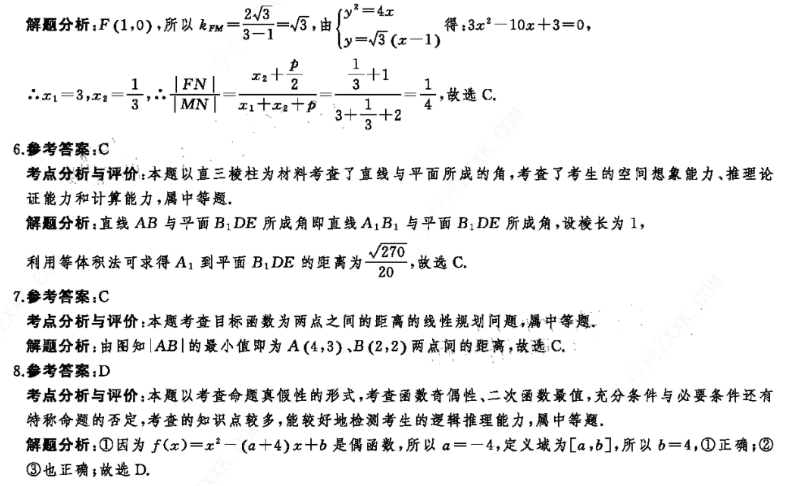 解题分析:F(1,0),所以 k_{FM}=\frac{2\sqrt{3}}{3-1}=\sqrt{3},由\begin{cases}y^2=4x\\y=\sqrt{3}(x-1)\end{cases}得:3x²-10x+3=0,
∴x₁=3,x₂=\frac{1}{3},∴\frac{|FN|}{|MN|}=\frac{x_2+\frac{p}{2}}{x_1+x_2+p}=\frac{\frac{1}{3}+1}{3+\frac{1}{3}+2}=\frac{1}{4},故选 C.
6.参考答案:C
考点分析与评价:本题以直三棱柱为材料考查了直线与平面所成的角,考查了考生的空间想象能力、推理论
证能力和计算能力,属中等题.
解题分析:直线 AB 与平面 B₁DE 所成角即直线 A₁B₁ 与平面 B₁DE 所成角,设棱长为 1,
利用等体积法可求得 A₁ 到平面 B₁DE 的距离为\frac{\sqrt{270}}{20},故选 C.
7.参考答案:C
考点分析与评价:本题考查目标函数为两点之间的距离的线性规划问题,属中等题.
解题分析:由图知|AB|的最小值即为 A(4,3)、B(2,2)两点间的距离,故选 C.
8.参考答案:D
考点分析与评价:本题以考查命题真假性的形式,考查函数奇偶性、二次函数最值,充分条件与必要条件还有
特称命题的否定,考查的知识点较多,能较好地检测考生的逻辑推理能力,属中等题.
解题分析:①因为 f(x)=x²-(a+4)x+b 是偶函数,所以 a=-4,定义域为[a,b],所以 b=4,①正确;②
③也正确;故选 D.